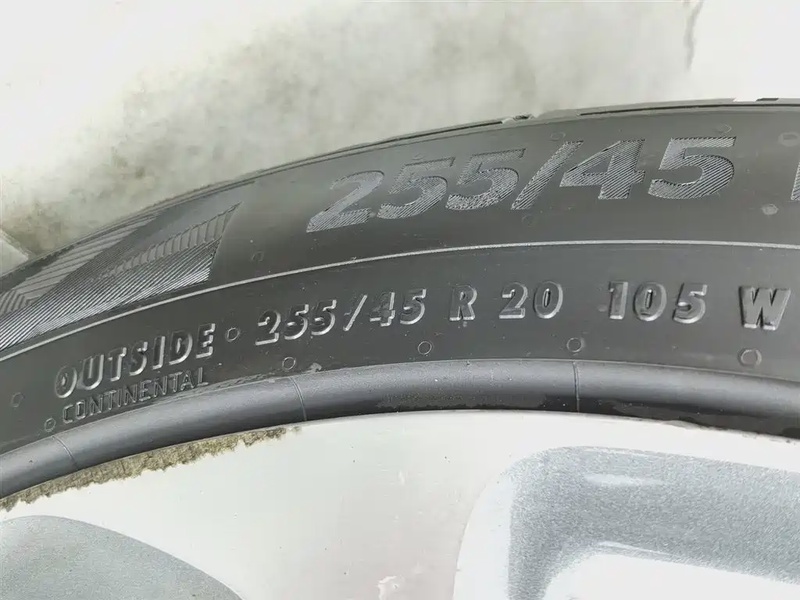 255/45
OUTSIDE · 255/45 R 20 105 W
CONTINENTAL